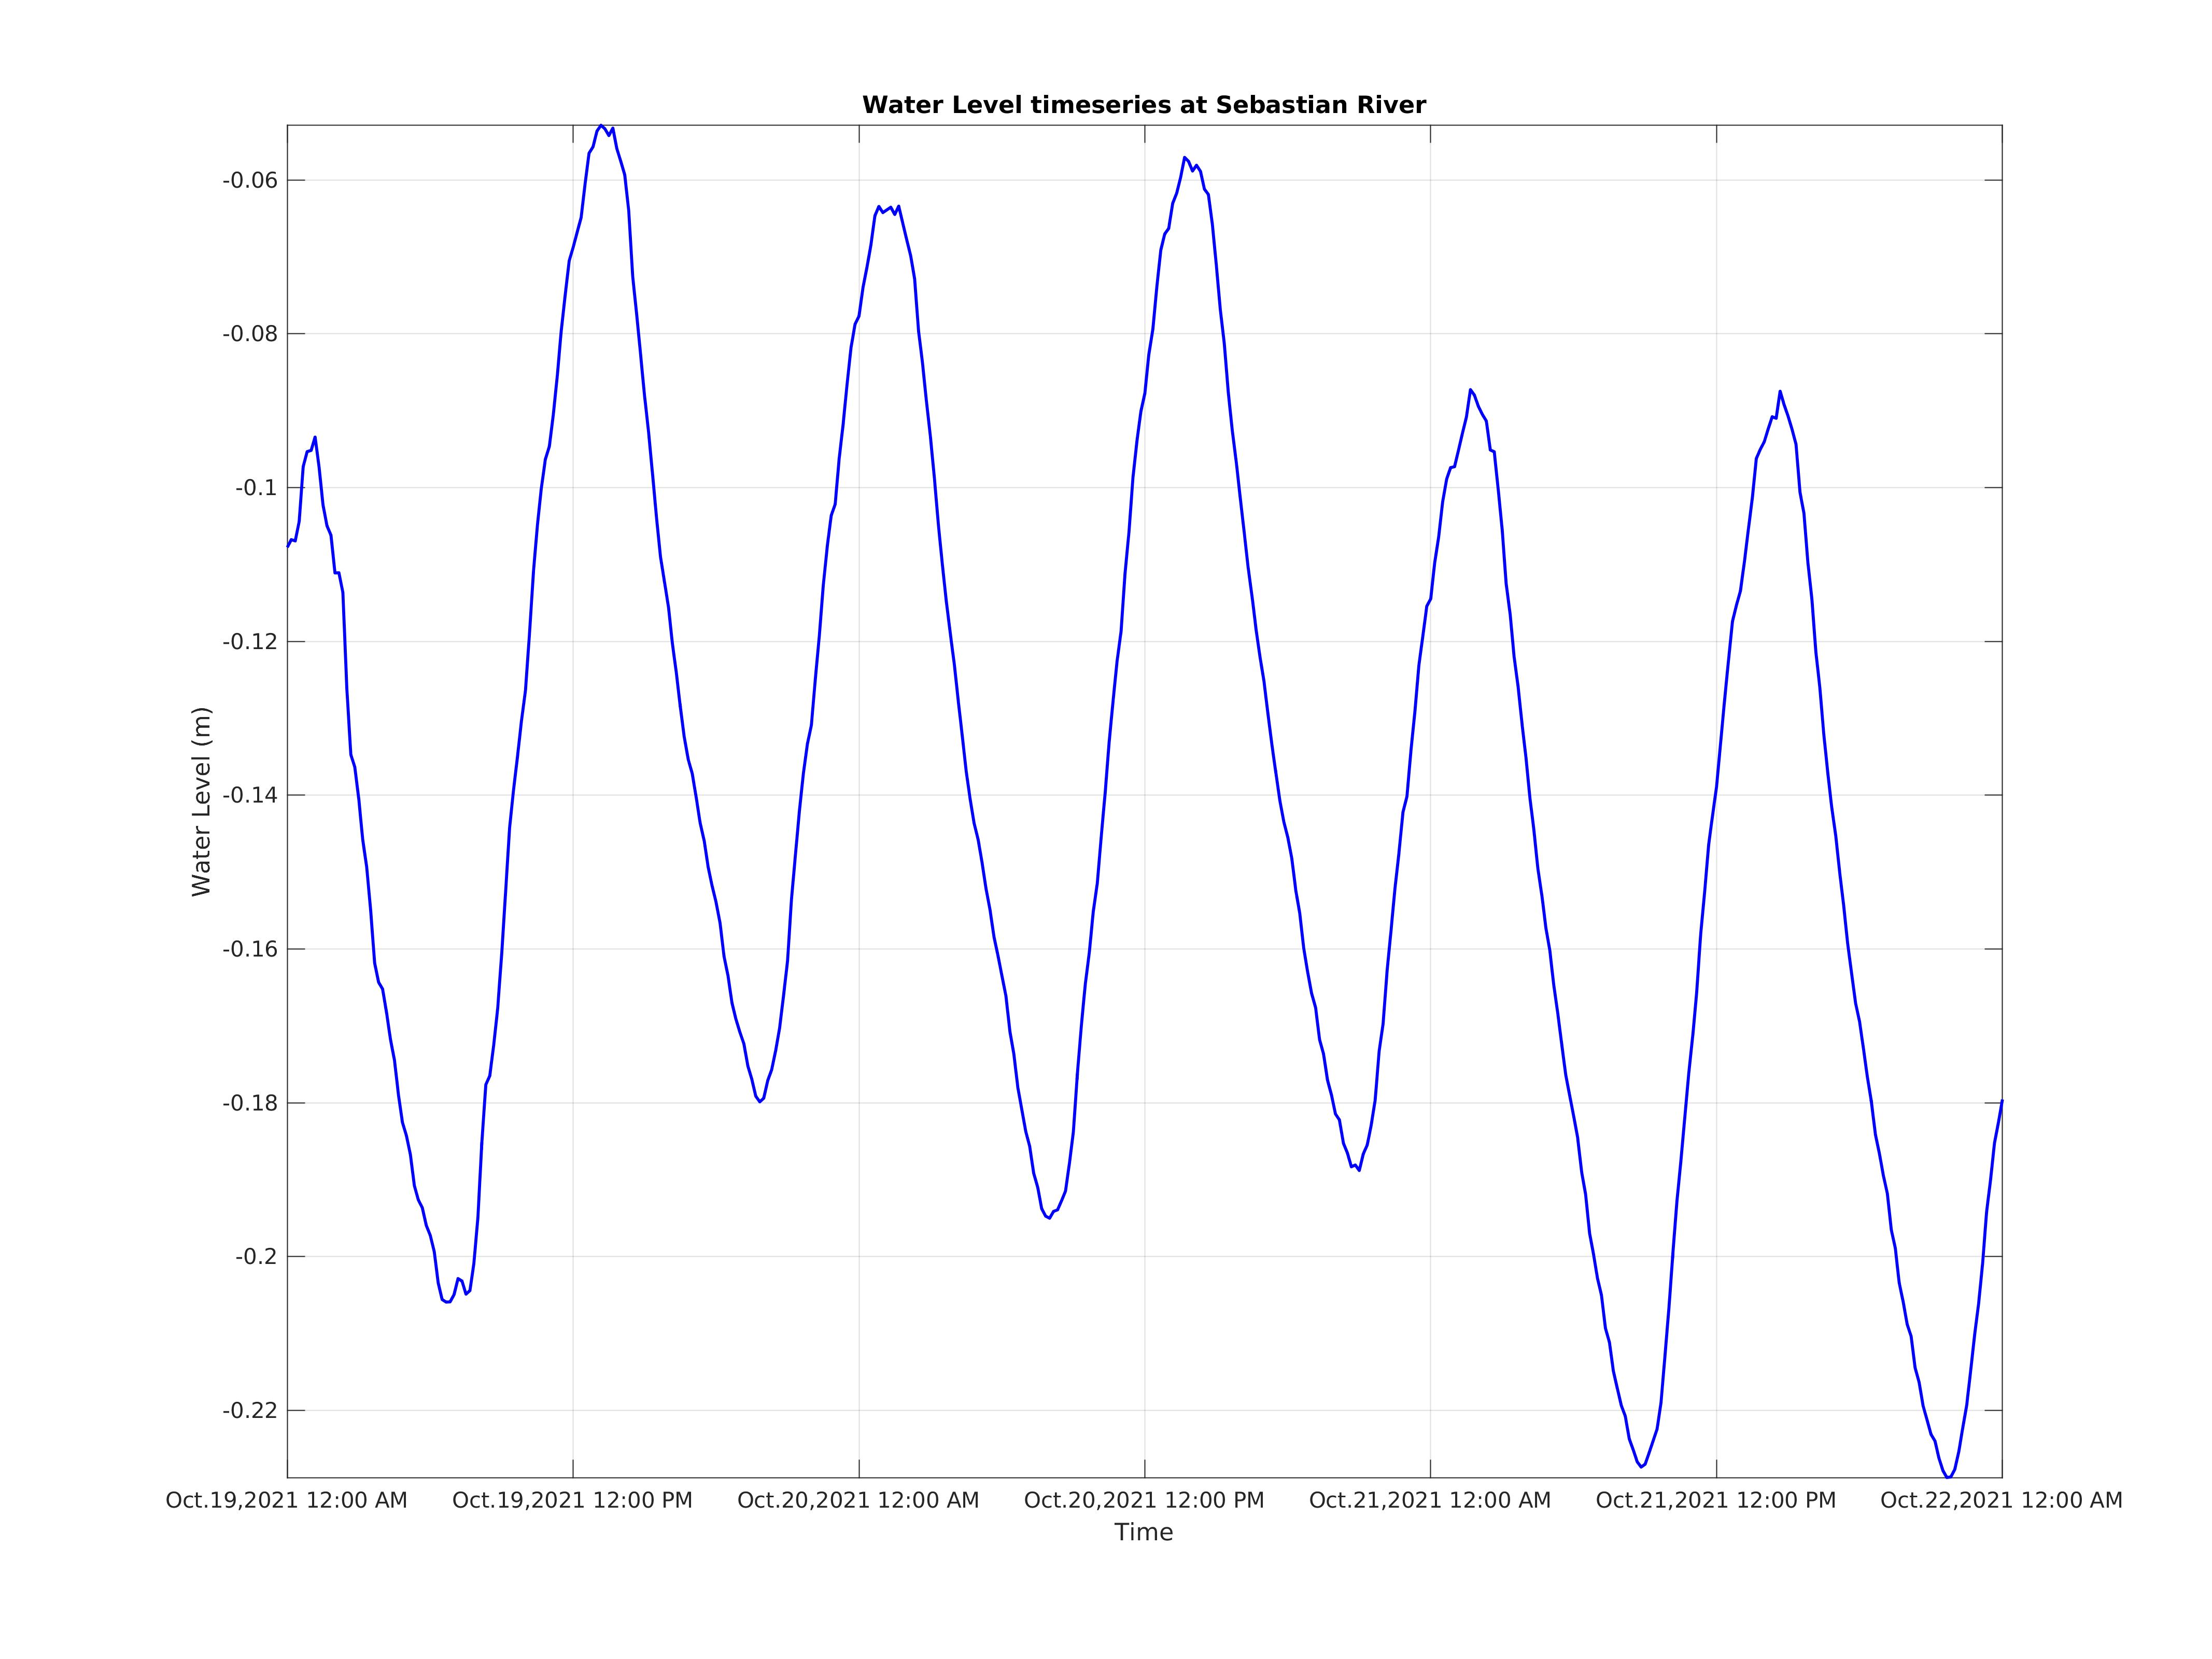 Water Level timeseries at Sebastian River
-0.06
-0.08
-0.1
-0.12
-0.14
-0.16
-0.18
-0.2
-0.22
Water Level (m)
Oct.19,2021 12:00 AM
Oct.19,2021 12:00 PM
Oct.20,2021 12:00 AM
Oct.20,2021 12:00 PM
Oct.21,2021 12:00 AM
Oct.21,2021 12:00 PM
Oct.22,2021 12:00 AM
Time